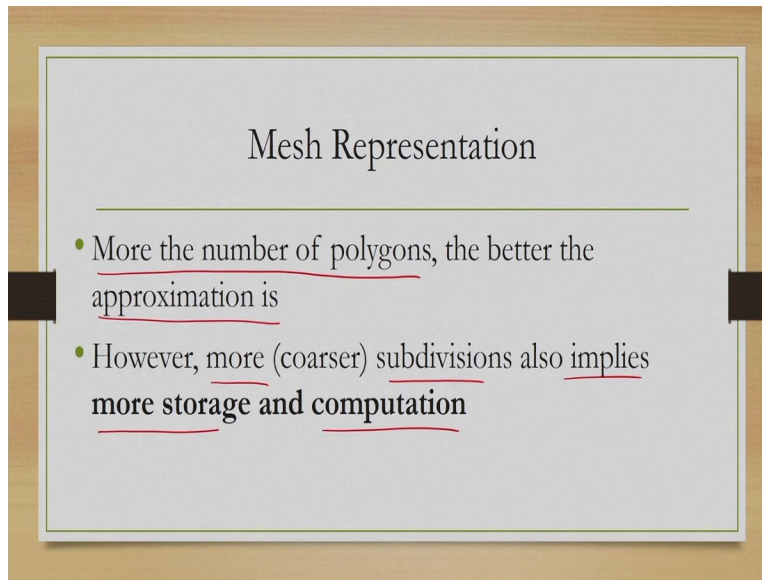 Mesh Representation
• More the number of polygons, the better the
approximation is
• However, more (coarser) subdivisions also implies
more storage and computation